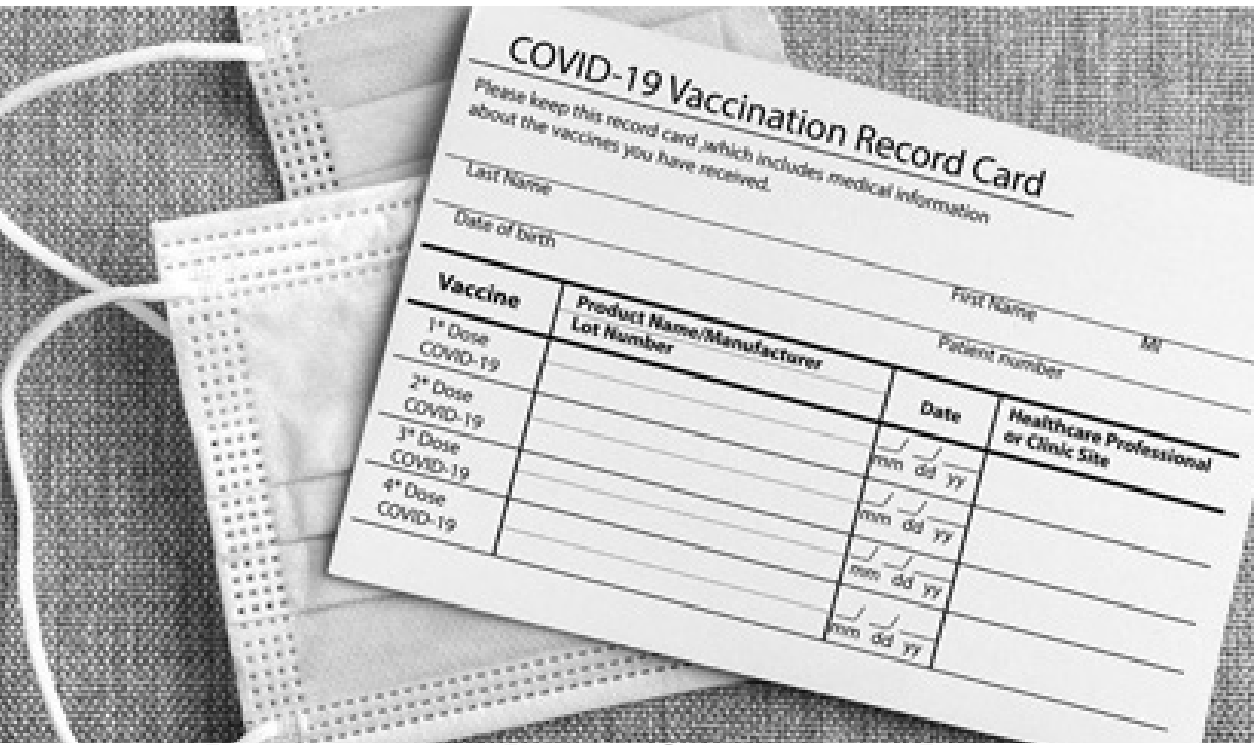 COVID-19 Vaccination Record Card
Please keep this record card ,which includes medical information
about the vaccines you have received.
Last Name First Name MI
Date of birth Patient number
Vaccine Product Name/Manufacturer Date Healthcare Professional
Lot Number or Clinic Site
1ˢᵗ Dose
COVID-19
mm dd yy
2ˢᵗ Dose
COVID-19
mm dd yy
3ˢᵗ Dose
COVID-19
mm dd yy
4ˢᵗ Dose
COVID-19
mm dd yy